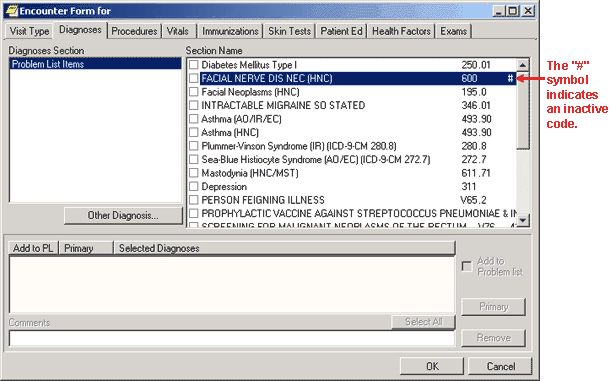 Encounter Form for
Visit Type Diagnoses Procedures Vitals Immunizations Skin Tests Patient Ed Health Factors Exams
Diagnoses Section
Problem List Items
Other Diagnosis...
Section Name
Diabetes Mellitus Type I 250.01
FACIAL NERVE DIS NEC (HNC) 600 #
Facial Neoplasms (HNC) 195.0
INTRACTABLE MIGRAINE SO STATED 346.01
Asthma (AO/IR/EC) 493.90
Asthma (HNC) 493.90
Plummer-Vinson Syndrome (IR) (ICD-9-CM 280.8) 280.8
Sea-Blue Histiocyte Syndrome (AO/EC) (ICD-9-CM 272.7) 272.7
Mastodynia (HNC/MST) 611.71
Depression 311
PERSON FEIGNING ILLNESS V65.2
PROPHYLACTIC VACCINE AGAINST STREPTOCOCCUS PNEUMONIAE & IN
SCREENING FOR MALIGNANT NEOPLASMS OF THE RECTUM V76
The "#"
symbol
indicates
an inactive
code.
Add to PL Primary Selected Diagnoses
Add to
Problem list
Primary
Comments
Select All
Remove
OK Cancel